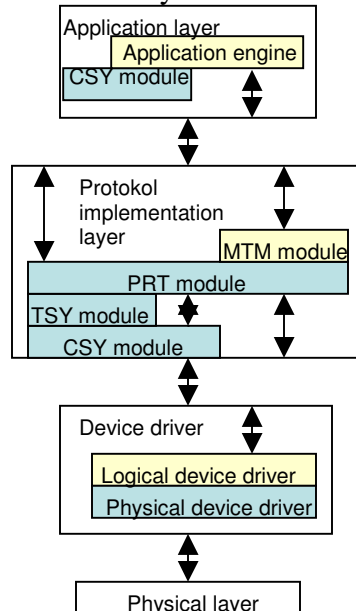 Application layer
Application engine
CSY module
Protokol
implementation
layer
MTM module
PRT module
TSY module
CSY module
Device driver
Logical device driver
Physical device driver
Physical layer